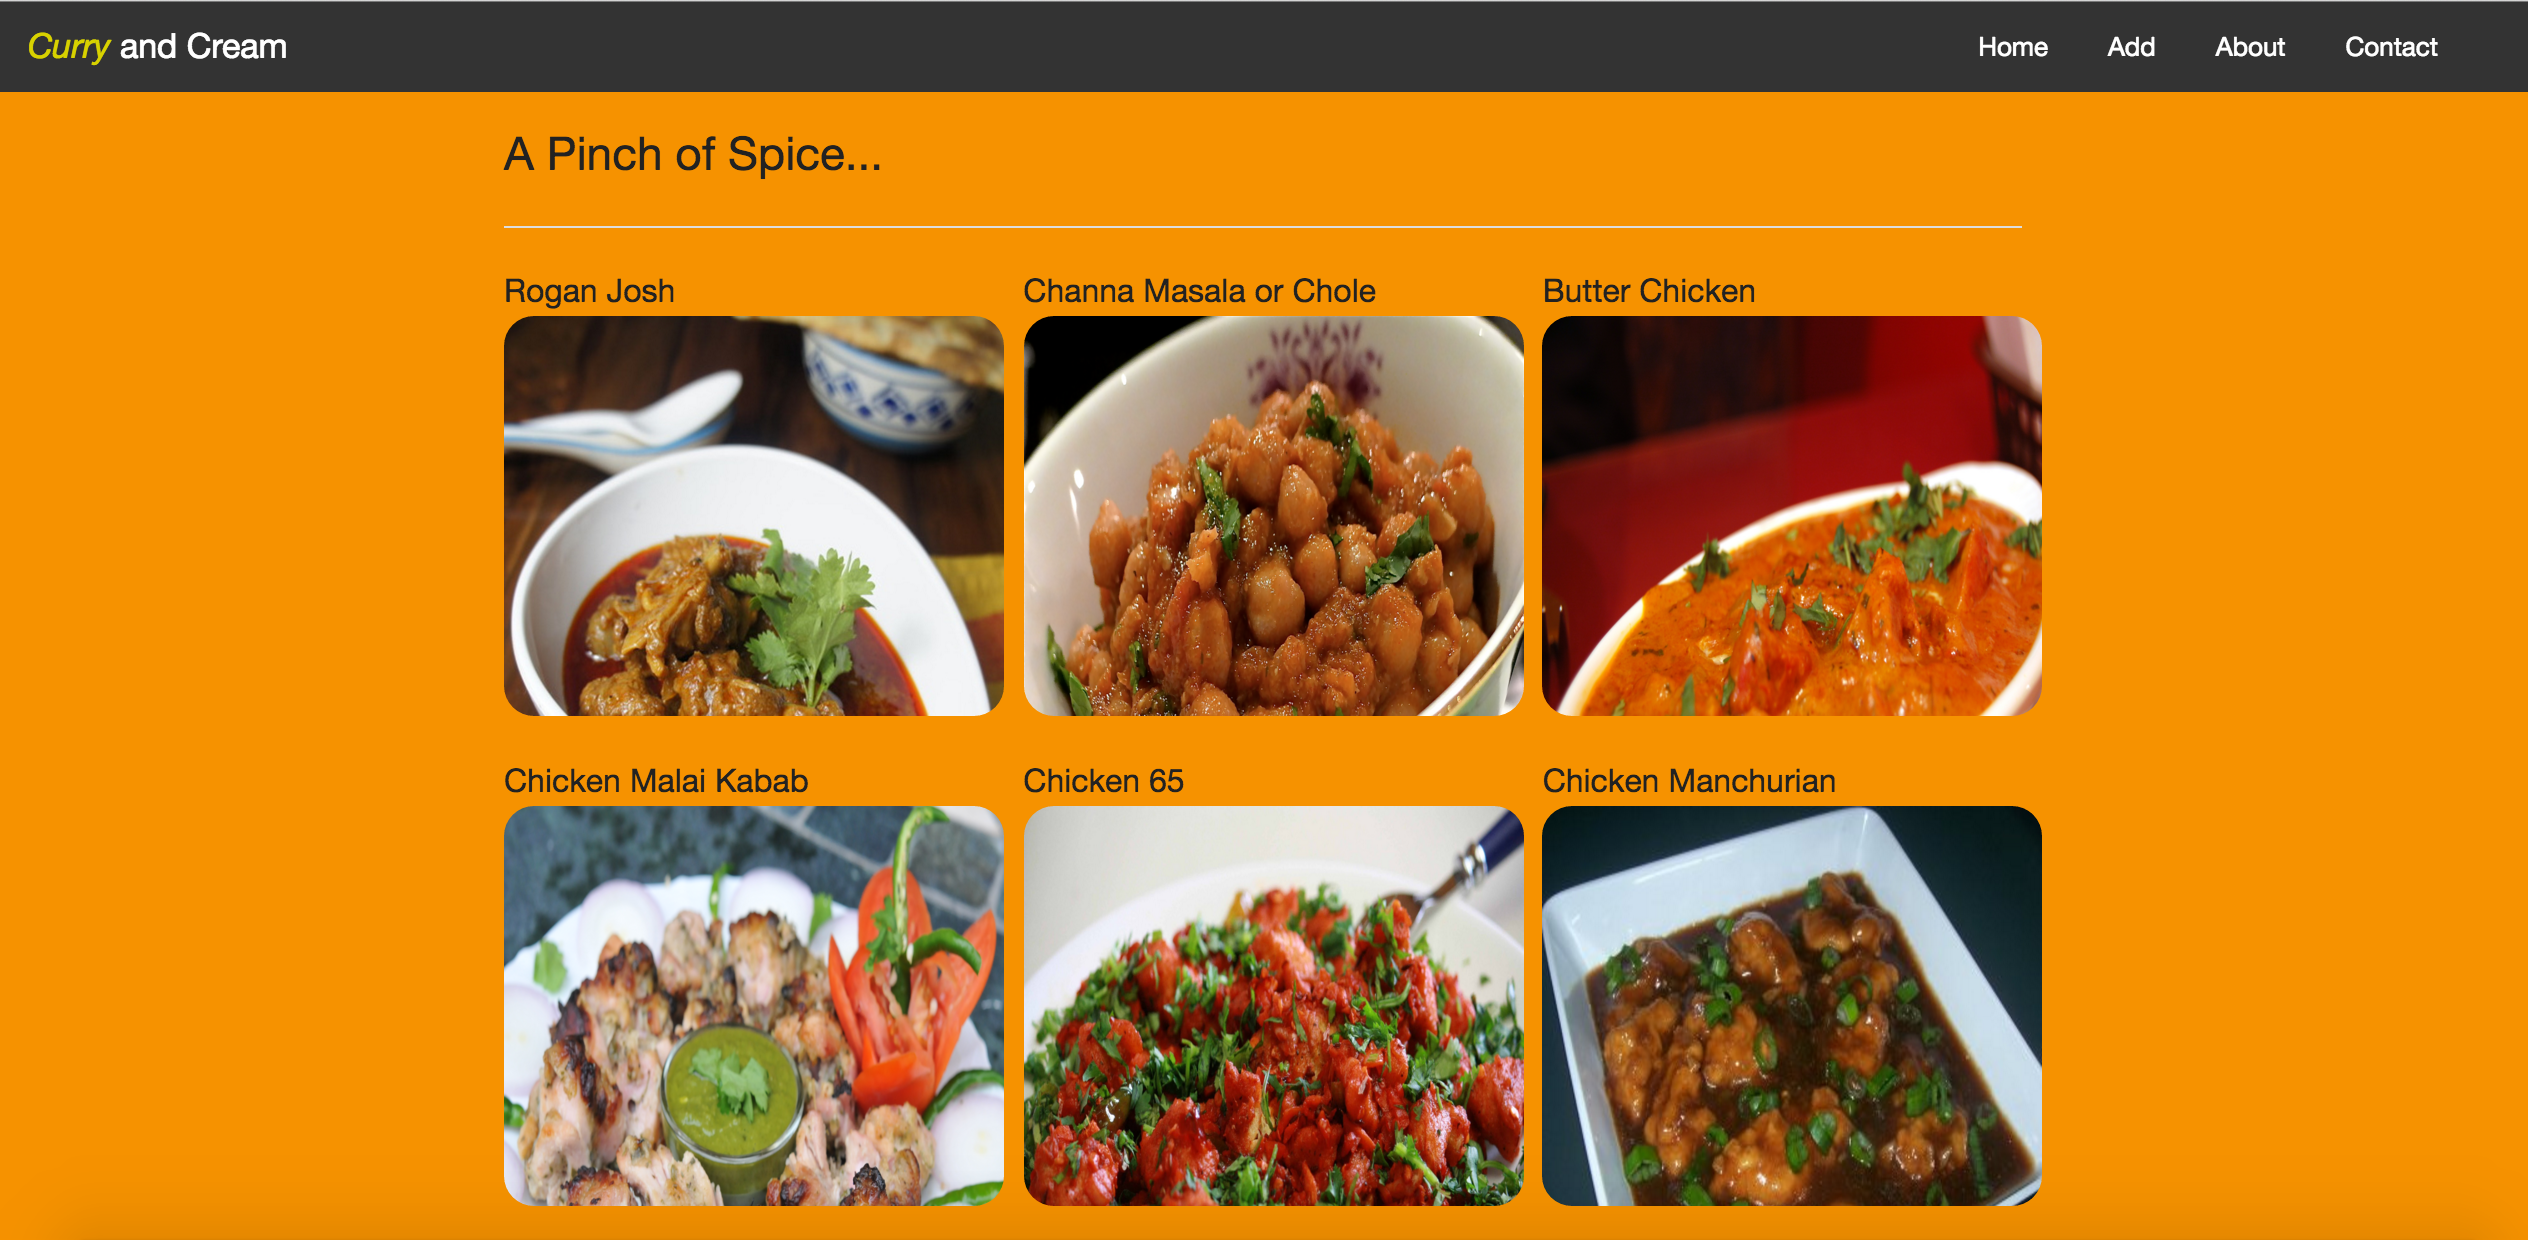 Curry and Cream
Home Add About Contact
A Pinch of Spice...
Rogan Josh
Channa Masala or Chole
Butter Chicken
Chicken Malai Kabab
Chicken 65
Chicken Manchurian